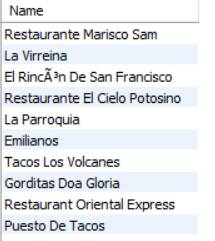 Name
Restaurante Marisco Sam
La Virreina
El RincÃ³n De San Francisco
Restaurante El Cielo Potosino
La Parroquia
Emilianos
Tacos Los Volcanes
Gorditas Doa Gloria
Restaurant Oriental Express
Puesto De Tacos